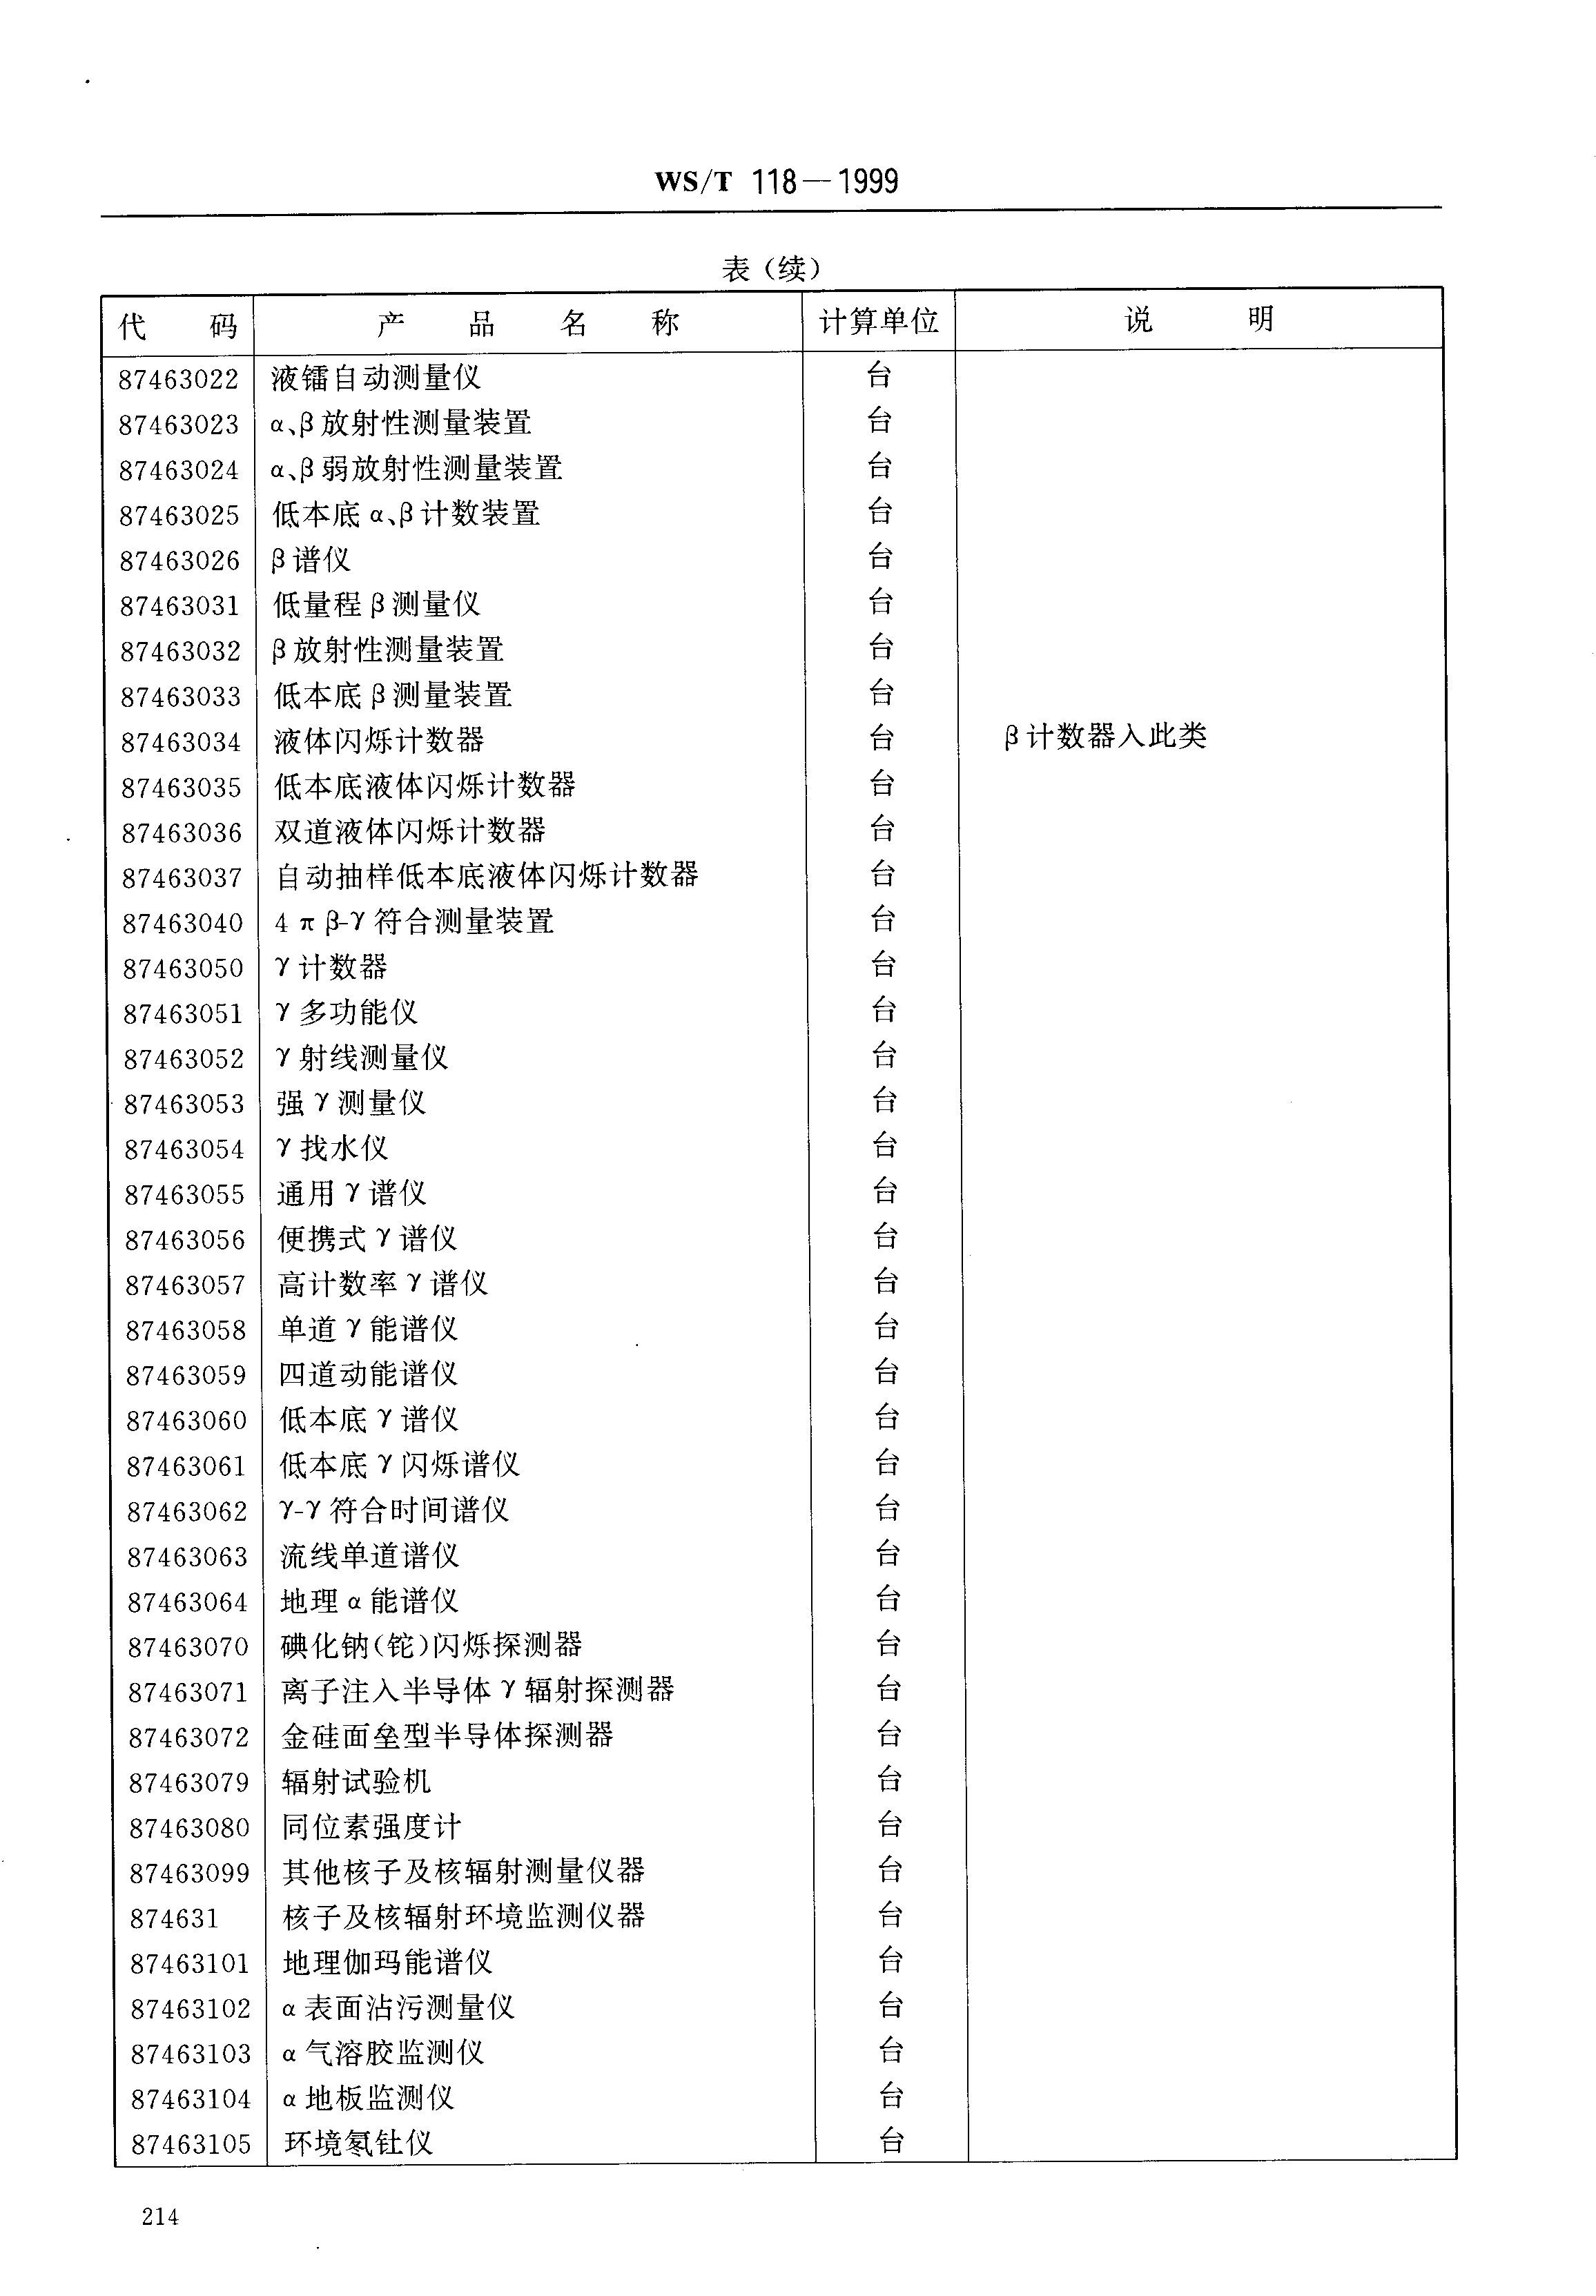 WS/T 118—1999
表(续)
代 码 产 品 名 称 计算单位 说 明
87463022 液镭自动测量仪 台
87463023 α、β放射性测量装置 台
87463024 α、β弱放射性测量装置 台
87463025 低本底α、β计数装置 台
87463026 β谱仪 台
87463031 低量程β测量仪 台
87463032 β放射性测量装置 台
87463033 低本底β测量装置 台
87463034 液体闪烁计数器 台 β计数器入此类
87463035 低本底液体闪烁计数器 台
87463036 双道液体闪烁计数器 台
87463037 自动抽样低本底液体闪烁计数器 台
87463040 4πβ-γ符合测量装置 台
87463050 γ计数器 台
87463051 γ多功能仪 台
87463052 γ射线测量仪 台
87463053 强γ测量仪 台
87463054 γ找水仪 台
87463055 通用γ谱仪 台
87463056 便携式γ谱仪 台
87463057 高计数率γ谱仪 台
87463058 单道γ能谱仪 台
87463059 四道动能谱仪 台
87463060 低本底γ谱仪 台
87463061 低本底γ闪烁谱仪 台
87463062 γ-γ符合时间谱仪 台
87463063 流线单道谱仪 台
87463064 地理α能谱仪 台
87463070 碘化钠(铊)闪烁探测器 台
87463071 离子注入半导体γ辐射探测器 台
87463072 金硅面垒型半导体探测器 台
87463079 辐射试验机 台
87463080 同位素强度计 台
87463099 其他核子及核辐射测量仪器 台
874631 核子及核辐射环境监测仪器 台
87463101 地理伽玛能谱仪 台
87463102 α表面沾污测量仪 台
87463103 α气溶胶监测仪 台
87463104 α地板监测仪 台
87463105 环境氡钍仪 台
214